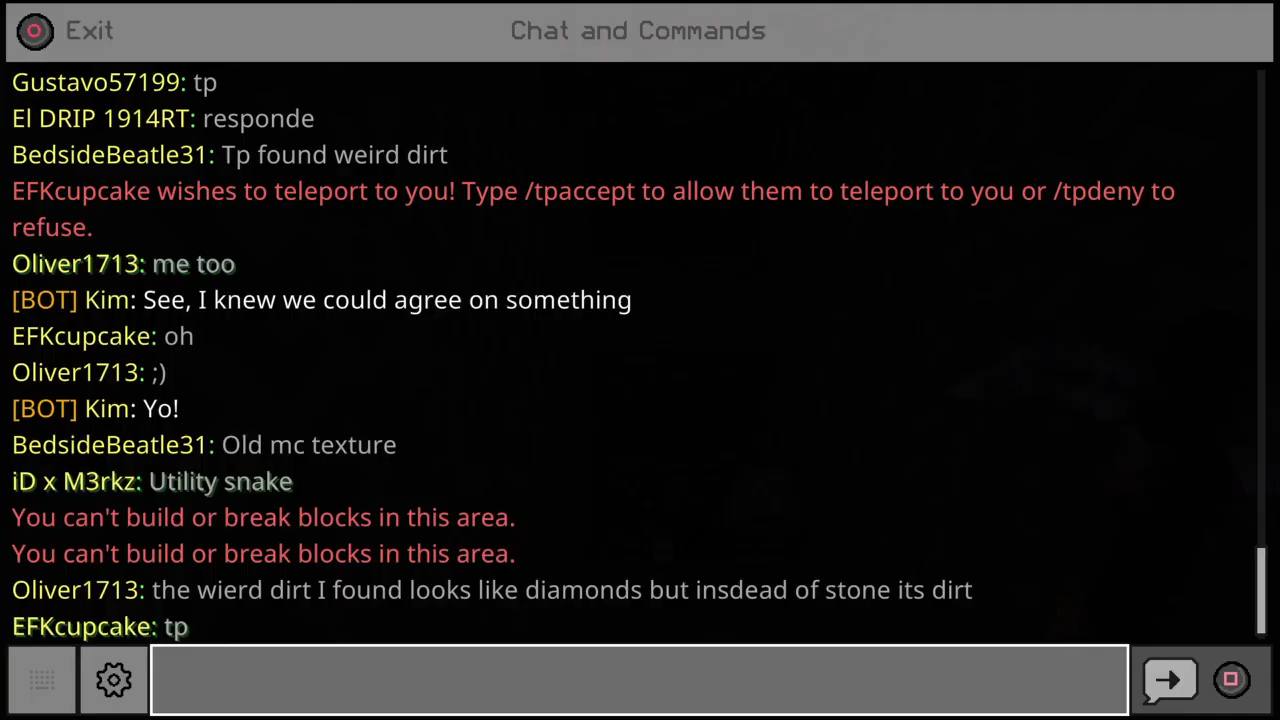 Exit
Chat and Commands
Gustavo57199: tp
El DRIP 1914RT: responde
BedsideBeatle31: Tp found weird dirt
EFKcupcake wishes to teleport to you! Type /tpaccept to allow them to teleport to you or /tpdeny to
refuse.
Oliver1713: me too
[BOT] Kim: See, I knew we could agree on something
EFKcupcake: oh
Oliver1713: ;)
[BOT] Kim: Yo!
BedsideBeatle31: Old mc texture
iD x M3rkz: Utility snake
You can't build or break blocks in this area.
You can't build or break blocks in this area.
Oliver1713: the wierd dirt I found looks like diamonds but insdead of stone its dirt
EFKcupcake: tp